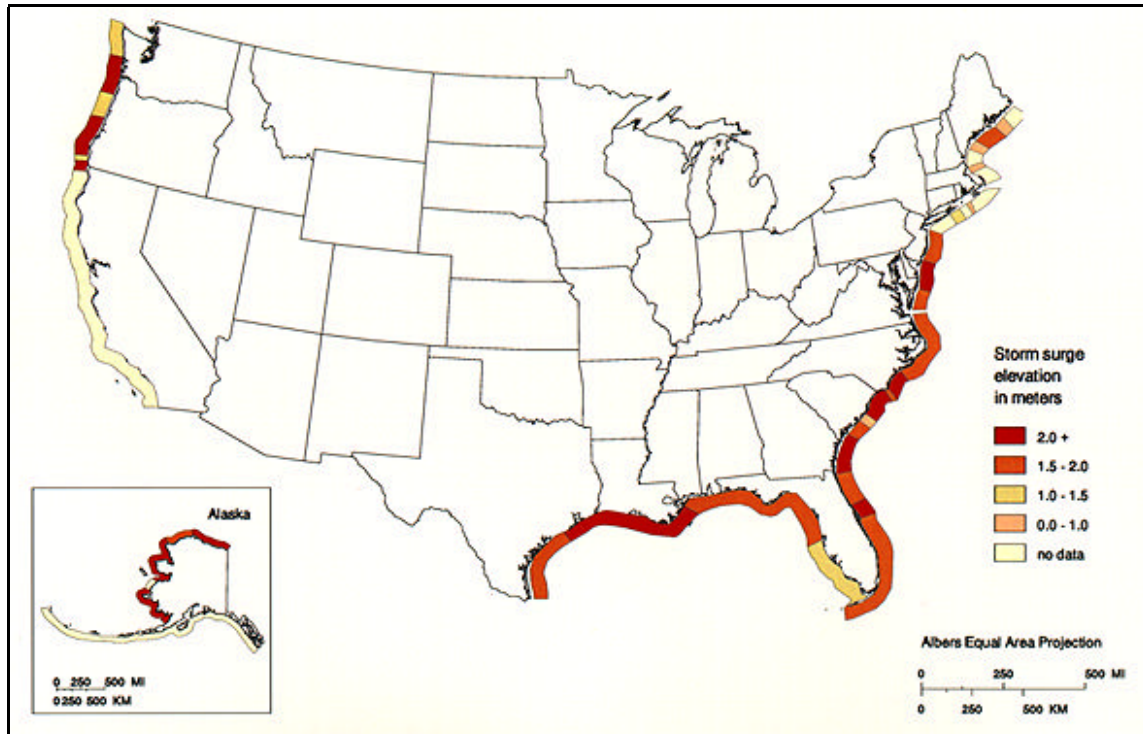 Storm surge
elevation
in meters
2.0 +
1.5 - 2.0
1.0 - 1.5
0.0 - 1.0
no data
Alaska
0 250 500 MI
0 250 500 KM
Albers Equal Area Projection
0 250 500 MI
0 250 500 KM